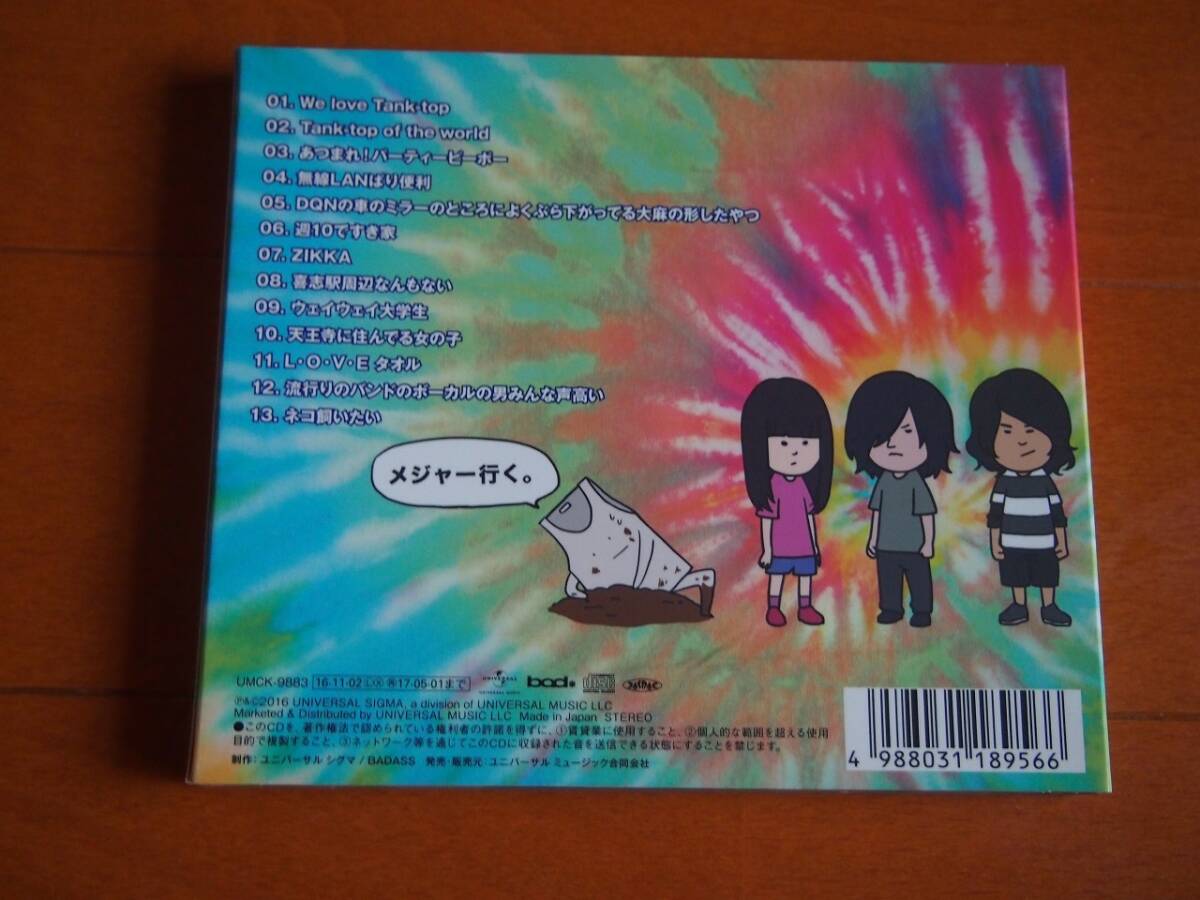 01. We love Tank-top
02. Tank-top of the world
03. あつまれ!パーティーピーポー
04. 無線LANばり便利
05. DQNの車のミラーのところによくぶら下がってる大麻の形したやつ
06. 週10ですき家
07. ZIKKA
08. 喜志駅周辺なんもない
09. ウェイウェイ大学生
10. 天王寺に住んでる女の子
11. L・O・V・E タオル
12. 流行りのバンドのボーカルの男みんな声高い
13. ネコ飼いたい
メジャー行く。
UMCK-9883 16-11-02 17-05-01まで UNIVERSAL MUSIC bad.
℗&©2016 UNIVERSAL SIGMA, a division of UNIVERSAL MUSIC LLC
Marketed & Distributed by UNIVERSAL MUSIC LLC Made in Japan STEREO
●このCDを、著作権法で認められている権利者の許諾を得ずに、①賃貸業に使用すること、②個人的な範囲を超える使用
目的で複製すること、③ネットワーク等を通じてこのCDに収録された音を送信できる状態にすることを禁じます。
制作:ユニバーサル シグマ / BADASS 発売・販売元:ユニバーサル ミュージック合同会社
4 988031 189566